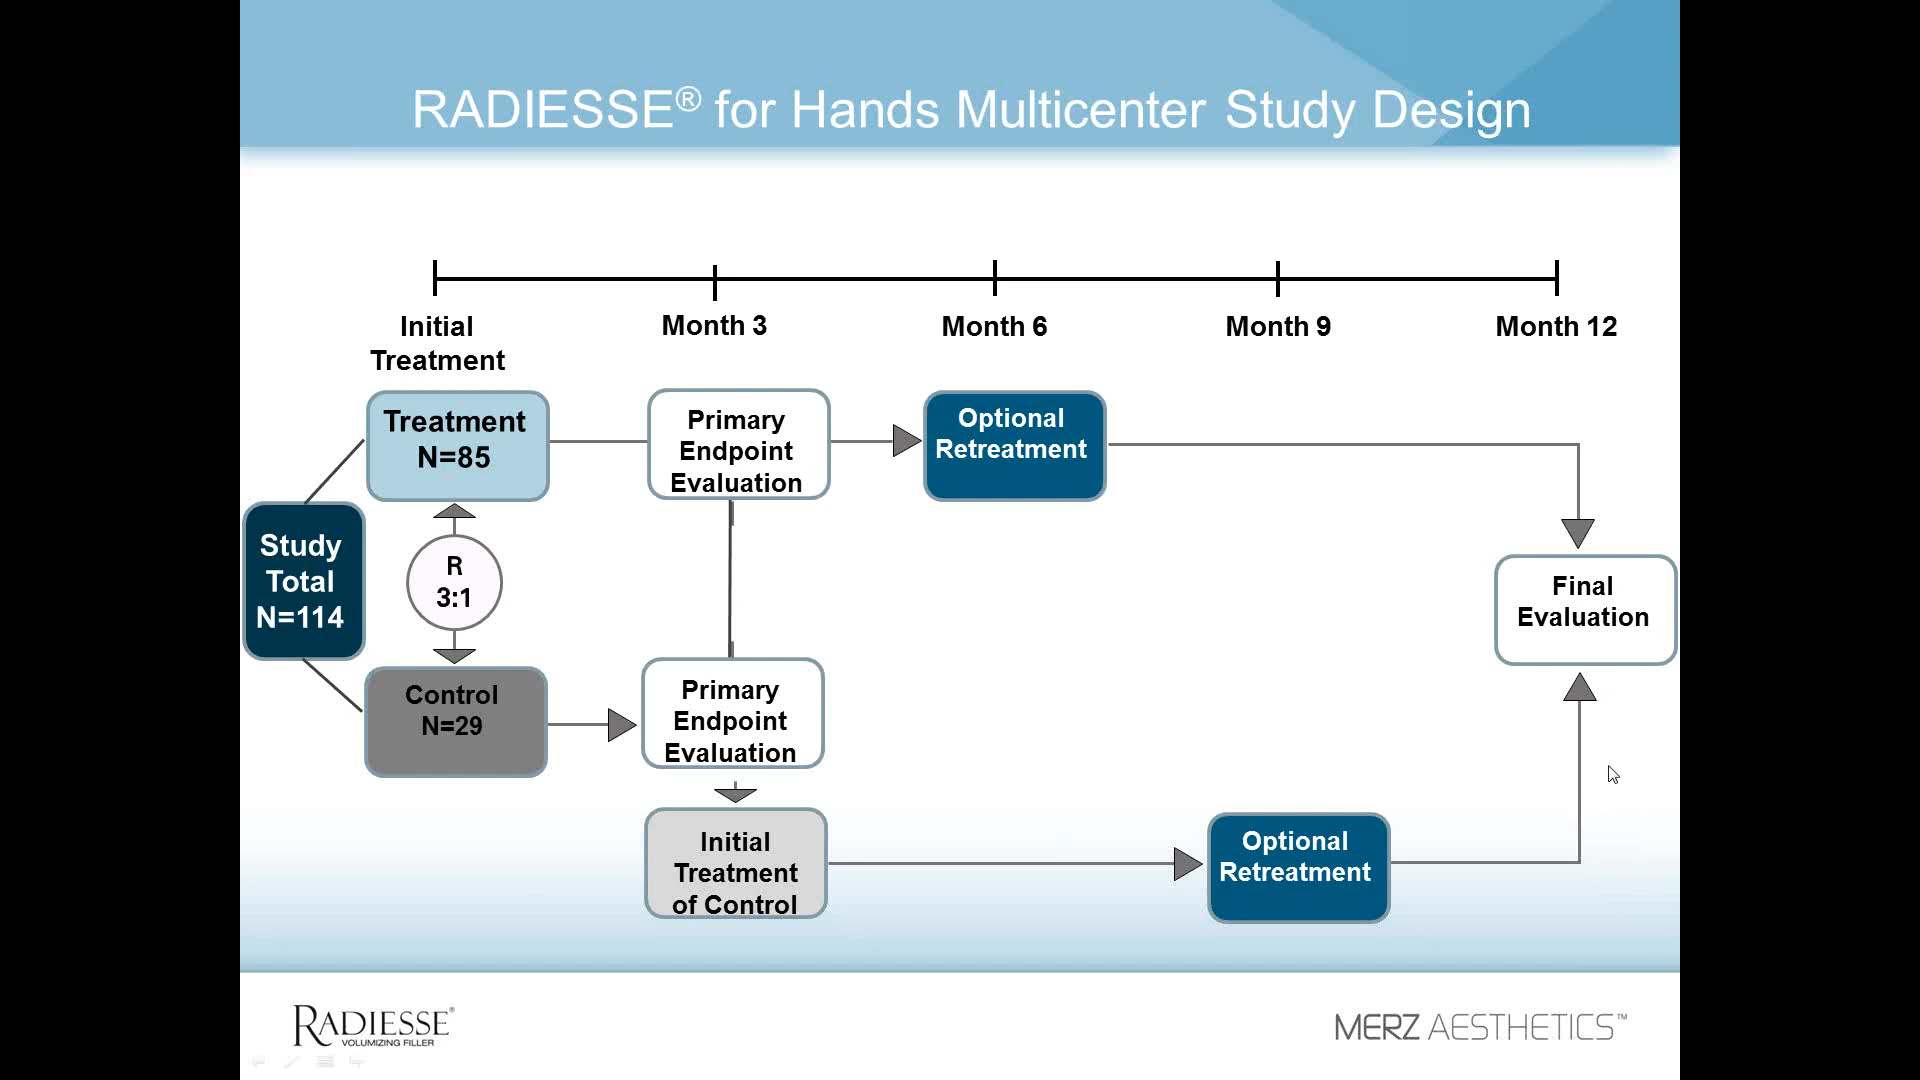 RADIESSE® for Hands Multicenter Study Design
Initial
Treatment
Month 3
Month 6
Month 9
Month 12
Treatment
N=85
Primary
Endpoint
Evaluation
Optional
Retreatment
Study
Total
N=114
R
3:1
Final
Evaluation
Control
N=29
Primary
Endpoint
Evaluation
Initial
Treatment
of Control
Optional
Retreatment
RADIESSE®
VOLUMIZING FILLER
MERZ AESTHETICS™